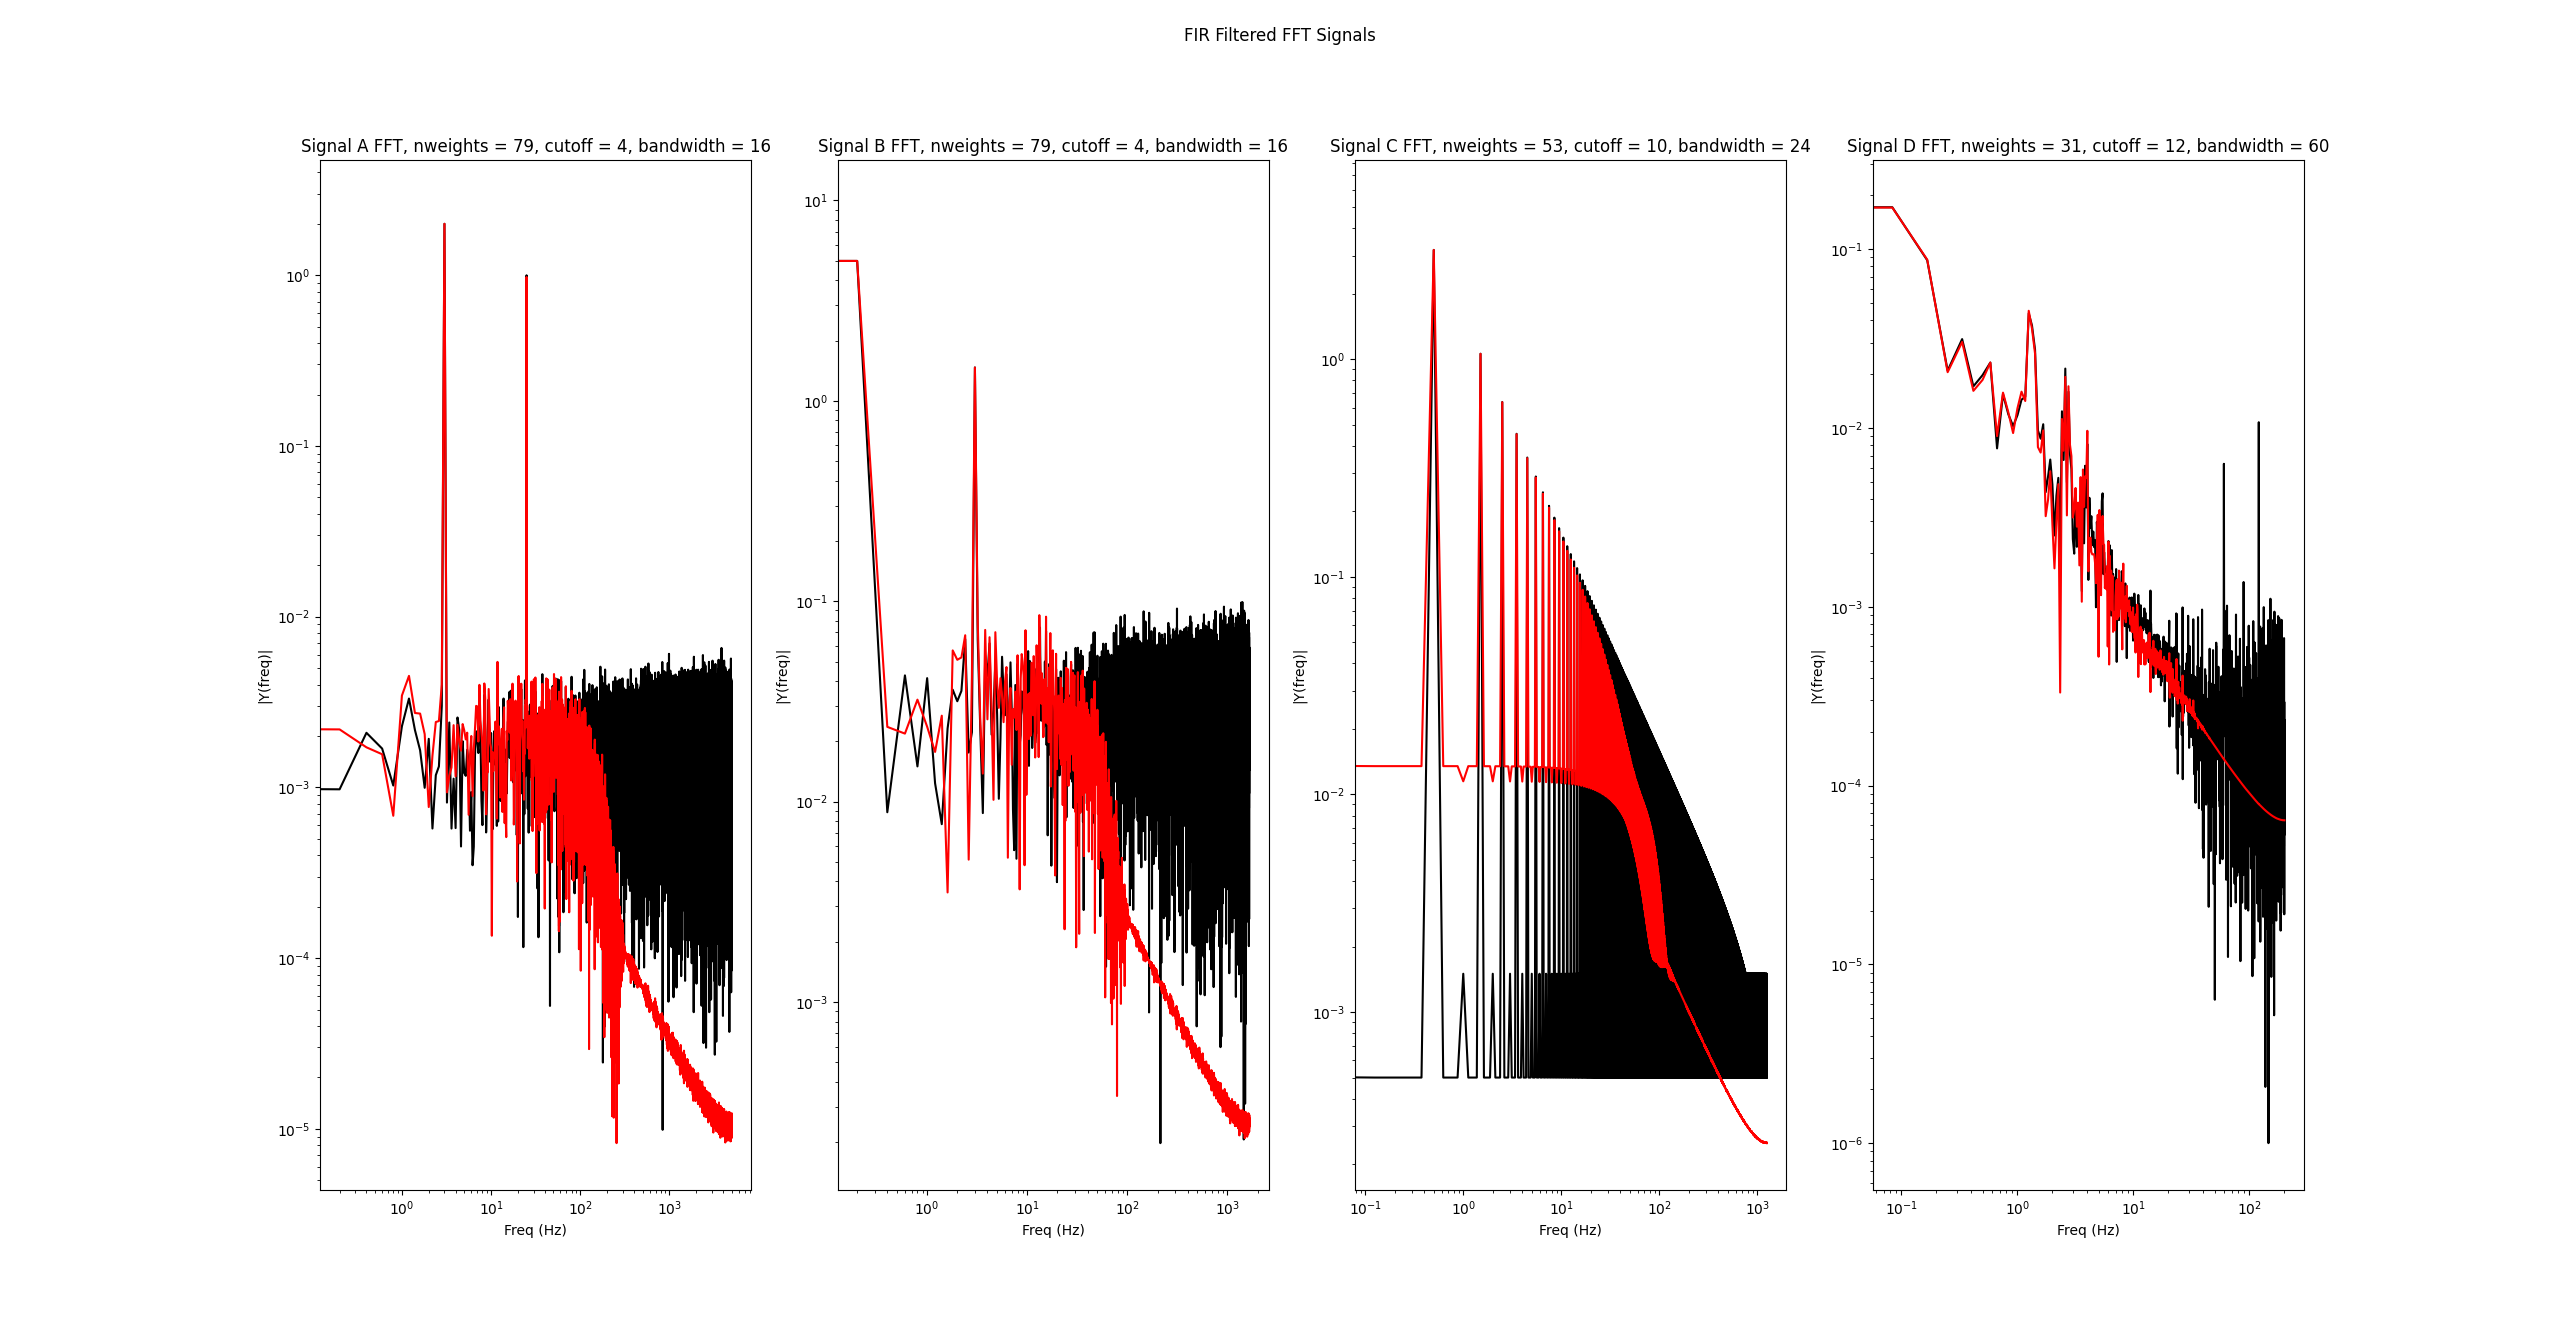 FIR Filtered FFT Signals
Signal A FFT, nweights = 79, cutoff = 4, bandwidth = 16
|Y(freq)|
10⁰
10⁻¹
10⁻²
10⁻³
10⁻⁴
10⁻⁵
10⁰ 10¹ 10² 10³
Freq (Hz)
Signal B FFT, nweights = 79, cutoff = 4, bandwidth = 16
|Y(freq)|
10¹
10⁰
10⁻¹
10⁻²
10⁻³
10⁰ 10¹ 10² 10³
Freq (Hz)
Signal C FFT, nweights = 53, cutoff = 10, bandwidth = 24
|Y(freq)|
10⁰
10⁻¹
10⁻²
10⁻³
10⁻¹ 10⁰ 10¹ 10² 10³
Freq (Hz)
Signal D FFT, nweights = 31, cutoff = 12, bandwidth = 60
|Y(freq)|
10⁻¹
10⁻²
10⁻³
10⁻⁴
10⁻⁵
10⁻⁶
10⁻¹ 10⁰ 10¹ 10²
Freq (Hz)